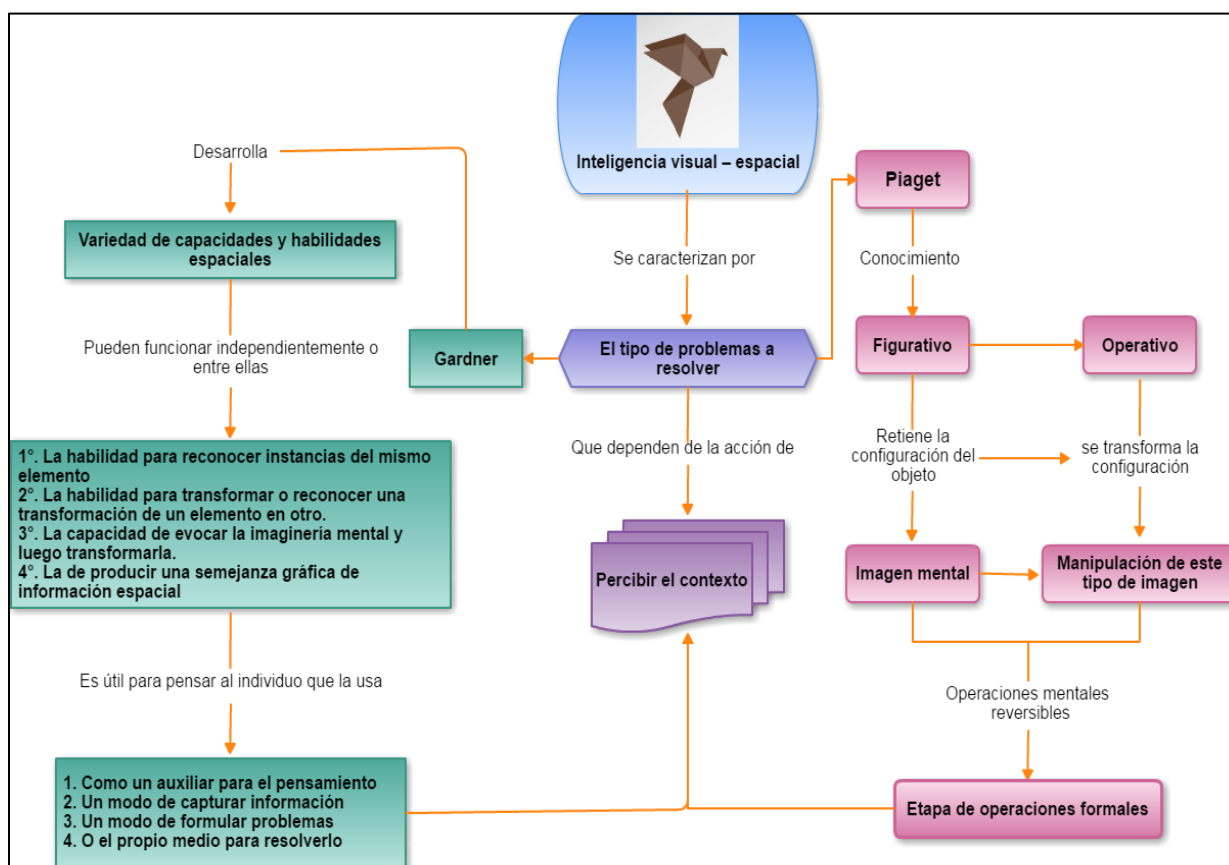 Inteligencia visual – espacial
Se caracterizan por
El tipo de problemas a
resolver
Gardner
Desarrolla
Variedad de capacidades y habilidades
espaciales
Pueden funcionar independientemente o
entre ellas
1°. La habilidad para reconocer instancias del mismo
elemento
2°. La habilidad para transformar o reconocer una
transformación de un elemento en otro.
3°. La capacidad de evocar la imaginería mental y
luego transformarla.
4°. La de producir una semejanza gráfica de
información espacial
Es útil para pensar al individuo que la usa
1. Como un auxiliar para el pensamiento
2. Un modo de capturar información
3. Un modo de formular problemas
4. O el propio medio para resolverlo
Que dependen de la acción de
Percibir el contexto
Piaget
Conocimiento
Figurativo
Operativo
Retiene la
configuración del
objeto
se transforma la
configuración
Imagen mental
Manipulación de este
tipo de imagen
Operaciones mentales
reversibles
Etapa de operaciones formales